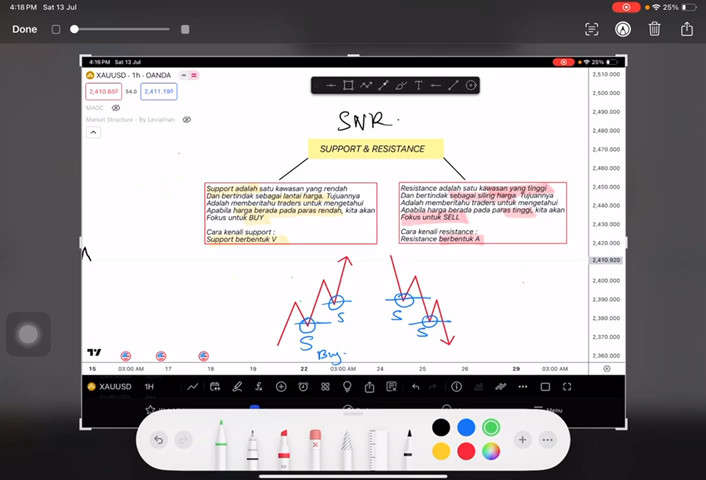 4:18 PM Sat 13 Jul
25%
Done
4:16 PM Sat 13 Jul
25%
XAUUSD · 1h · OANDA
2,410.650
54.0
2,411.190
MAOC
Market Structure - By Leviathan
SNR.
SUPPORT & RESISTANCE
Support adalah satu kawasan yang rendah
Dan bertindak sebagai lantai harga. Tujuannya
Adalah memberitahu traders untuk mengetahui
Apabila harga berada pada paras rendah, kita akan
Fokus untuk BUY
Cara kenali support :
Support berbentuk V
Resistance adalah satu kawasan yang tinggi
Dan bertindak sebagai siling harga. Tujuannya
Adalah memberitahu traders untuk mengetahui
Apabila harga berada pada paras tinggi, kita akan
Fokus untuk SELL
Cara kenali resistance :
Resistance berbentuk A
S
S
Buy.
S
S
2,510.000
2,500.000
2,490.000
2,480.000
2,470.000
2,460.000
2,450.000
2,440.000
2,430.000
2,420.000
2,410.920
2,400.000
2,390.000
2,380.000
2,370.000
2,360.000
15
03:00 AM
17
18
19
22
03:00 AM
24
25
26
29
03:00 AM
XAUUSD
1H